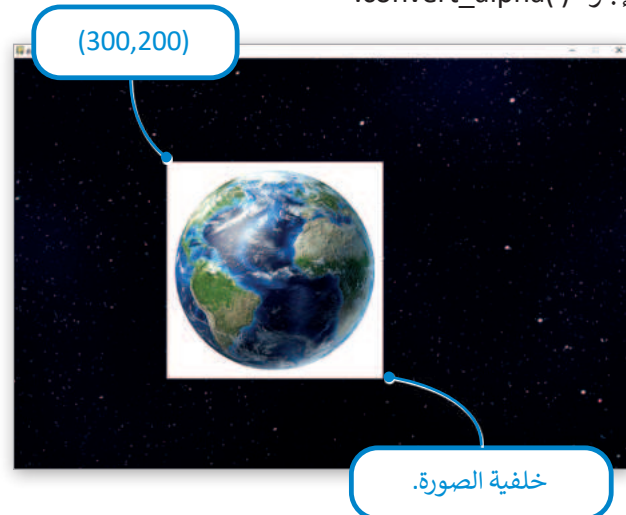 .convert_alpha( )
(300,200)
خلفية الصورة.